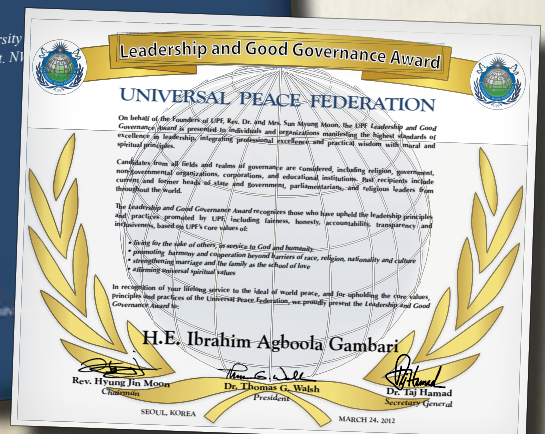 rsity
t. NW
Leadership and Good Governance Award
UNIVERSAL PEACE FEDERATION
On behalf of the Founders of UPF, Rev. Dr. and Mrs. Sun Myung Moon, the UPF Leadership and Good
Governance Award is presented to individuals and organizations manifesting the highest standards of
excellence in leadership, integrating professional excellence and practical wisdom with moral and
spiritual principles.
Candidates from all fields and realms of governance are considered, including religion, government,
non-governmental organizations, corporations, and educational institutions. Past recipients include
current and former heads of state and government, parliamentarians, and religious leaders from
throughout the world.
The Leadership and Good Governance Award recognizes those who have upheld the leadership principles
and practices promoted by UPF, including fairness, honesty, accountability, transparency and
inclusiveness, based on UPF's core values of:
• living for the sake of others, in service to God and humanity
• promoting harmony and cooperation beyond barriers of race, religion, nationality and culture
• strengthening marriage and the family as the school of love
• affirming universal spiritual values
In recognition of your lifelong service to the ideal of world peace, and for upholding the core values,
principles and practices of the Universal Peace Federation, we proudly present the Leadership and Good
Governance Award to:
H.E. Ibrahim Agboola Gambari
Rev. Hyung Jin Moon
Chairman
Dr. Thomas G. Walsh
President
Dr. Taj Hamad
Secretary General
SEOUL, KOREA
MARCH 24, 2012